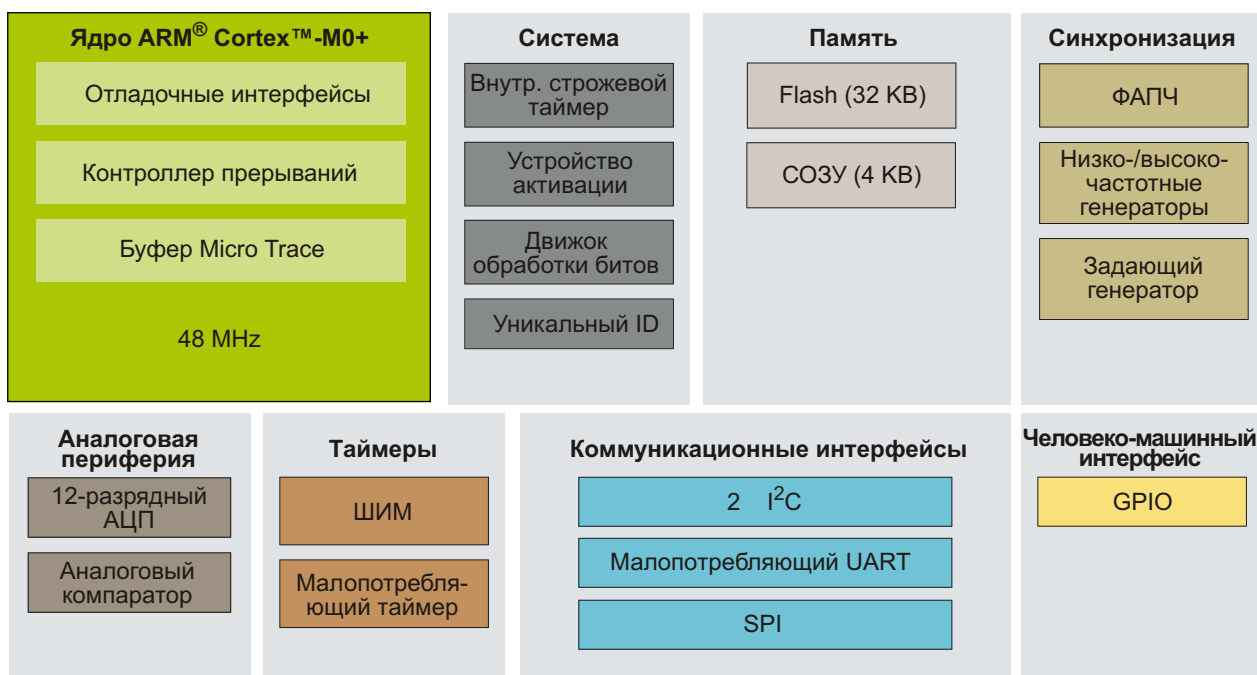 Ядро ARM® Cortex™-M0+
Отладочные интерфейсы
Контроллер прерываний
Буфер Micro Trace
48 MHz
Система
Внутр. строжевой
таймер
Устройство
активации
Движок
обработки битов
Уникальный ID
Память
Flash (32 KB)
СОЗУ (4 KB)
Синхронизация
ФАПЧ
Низко-/высоко-
частотные
генераторы
Задающий
генератор
Аналоговая
периферия
12-разрядный
АЦП
Аналоговый
компаратор
Таймеры
ШИМ
Малопотребля-
ющий таймер
Коммуникационные интерфейсы
2 I²C
Малопотребляющий UART
SPI
Человеко-машинный
интерфейс
GPIO